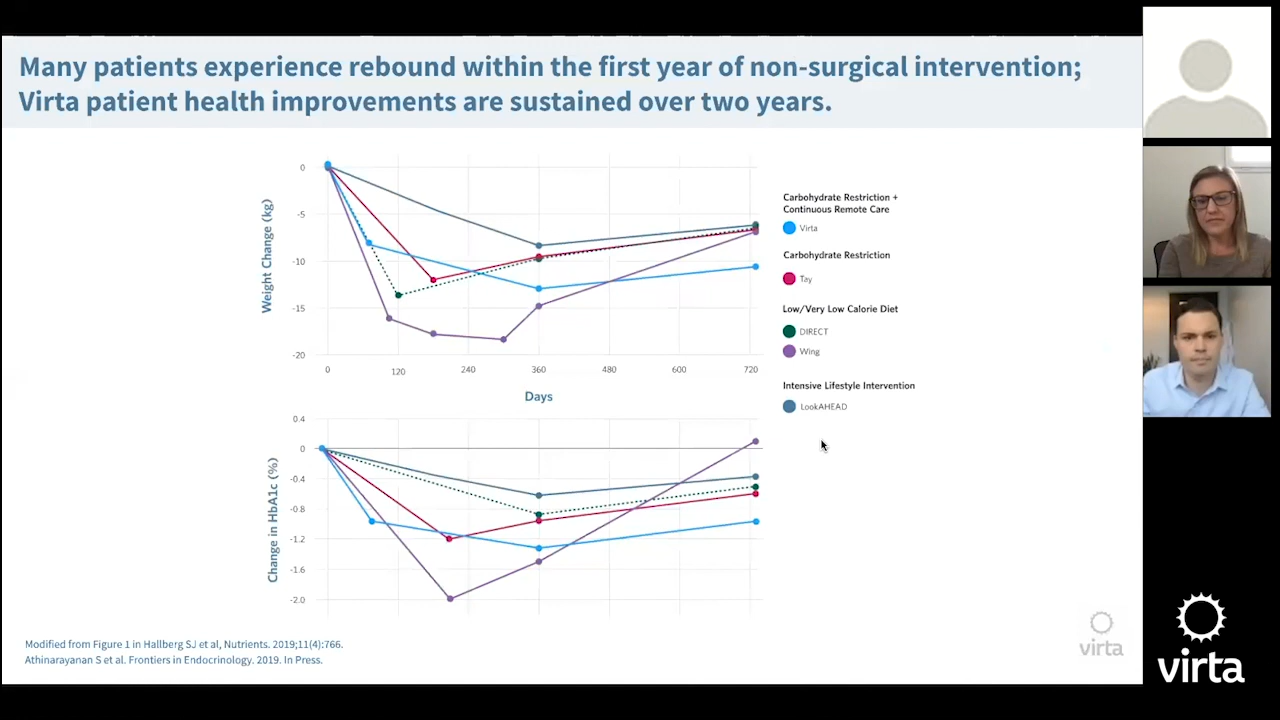 Many patients experience rebound within the first year of non-surgical intervention;
Virta patient health improvements are sustained over two years.
Weight Change (kg)
0
-5
-10
-15
-20
0
120
240
360
480
600
720
Days
Change in HbA1c (%)
0.4
0
-0.4
-0.8
-1.2
-1.6
-2.0
Carbohydrate Restriction +
Continuous Remote Care
Virta
Carbohydrate Restriction
Tay
Low/Very Low Calorie Diet
DIRECT
Wing
Intensive Lifestyle Intervention
LookAHEAD
Modified from Figure 1 in Hallberg SJ et al, Nutrients. 2019;11(4):766.
Athinarayanan S et al. Frontiers in Endocrinology. 2019. In Press.
virta
virta